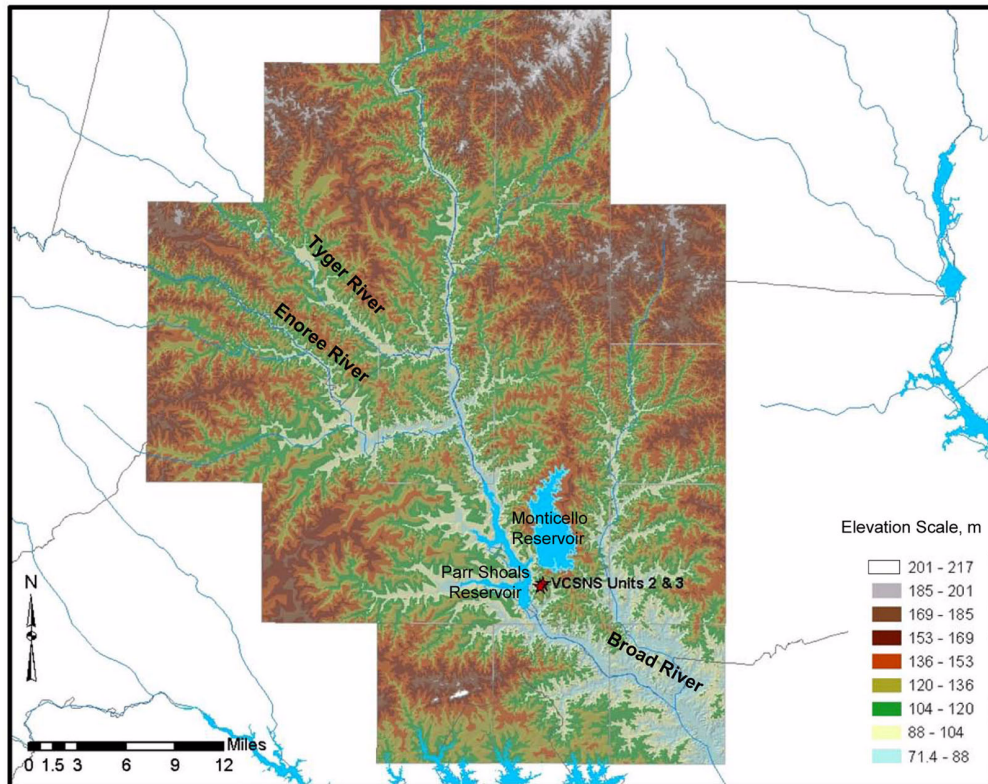 Tyger River
Enoree River
Monticello
Reservoir
Parr Shoals
Reservoir
VCSNS Units 2 & 3
Broad River
Elevation Scale, m
201 - 217
185 - 201
169 - 185
153 - 169
136 - 153
120 - 136
104 - 120
88 - 104
71.4 - 88
N
Miles
0 1.5 3 6 9 12